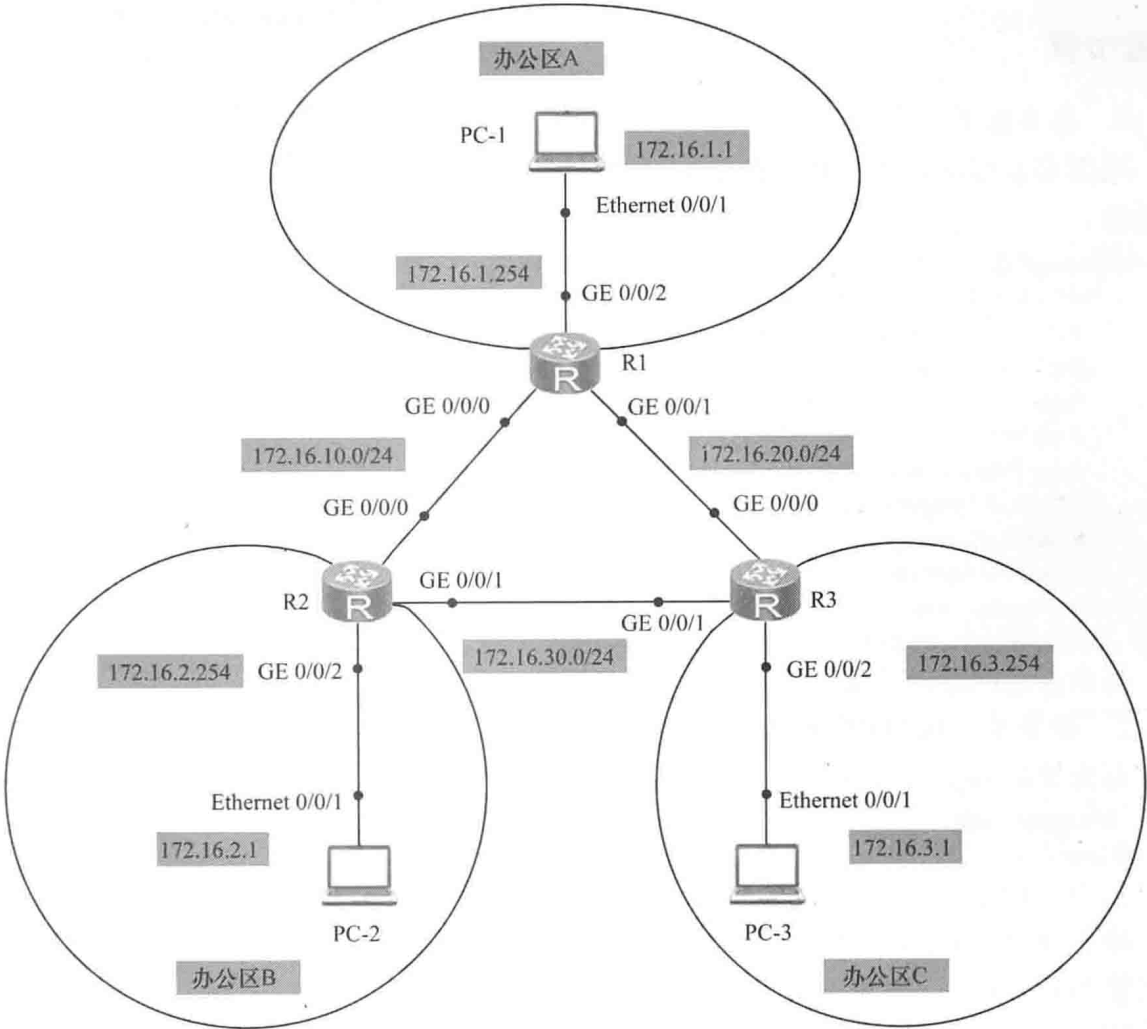 办公区A
PC-1
172.16.1.1
Ethernet 0/0/1
172.16.1.254
GE 0/0/2
R
R1
GE 0/0/0
GE 0/0/1
172.16.10.0/24
172.16.20.0/24
GE 0/0/0
GE 0/0/0
R2
R
GE 0/0/1
GE 0/0/1
R
R3
172.16.30.0/24
172.16.2.254
GE 0/0/2
GE 0/0/2
172.16.3.254
Ethernet 0/0/1
Ethernet 0/0/1
172.16.2.1
172.16.3.1
PC-2
PC-3
办公区B
办公区C